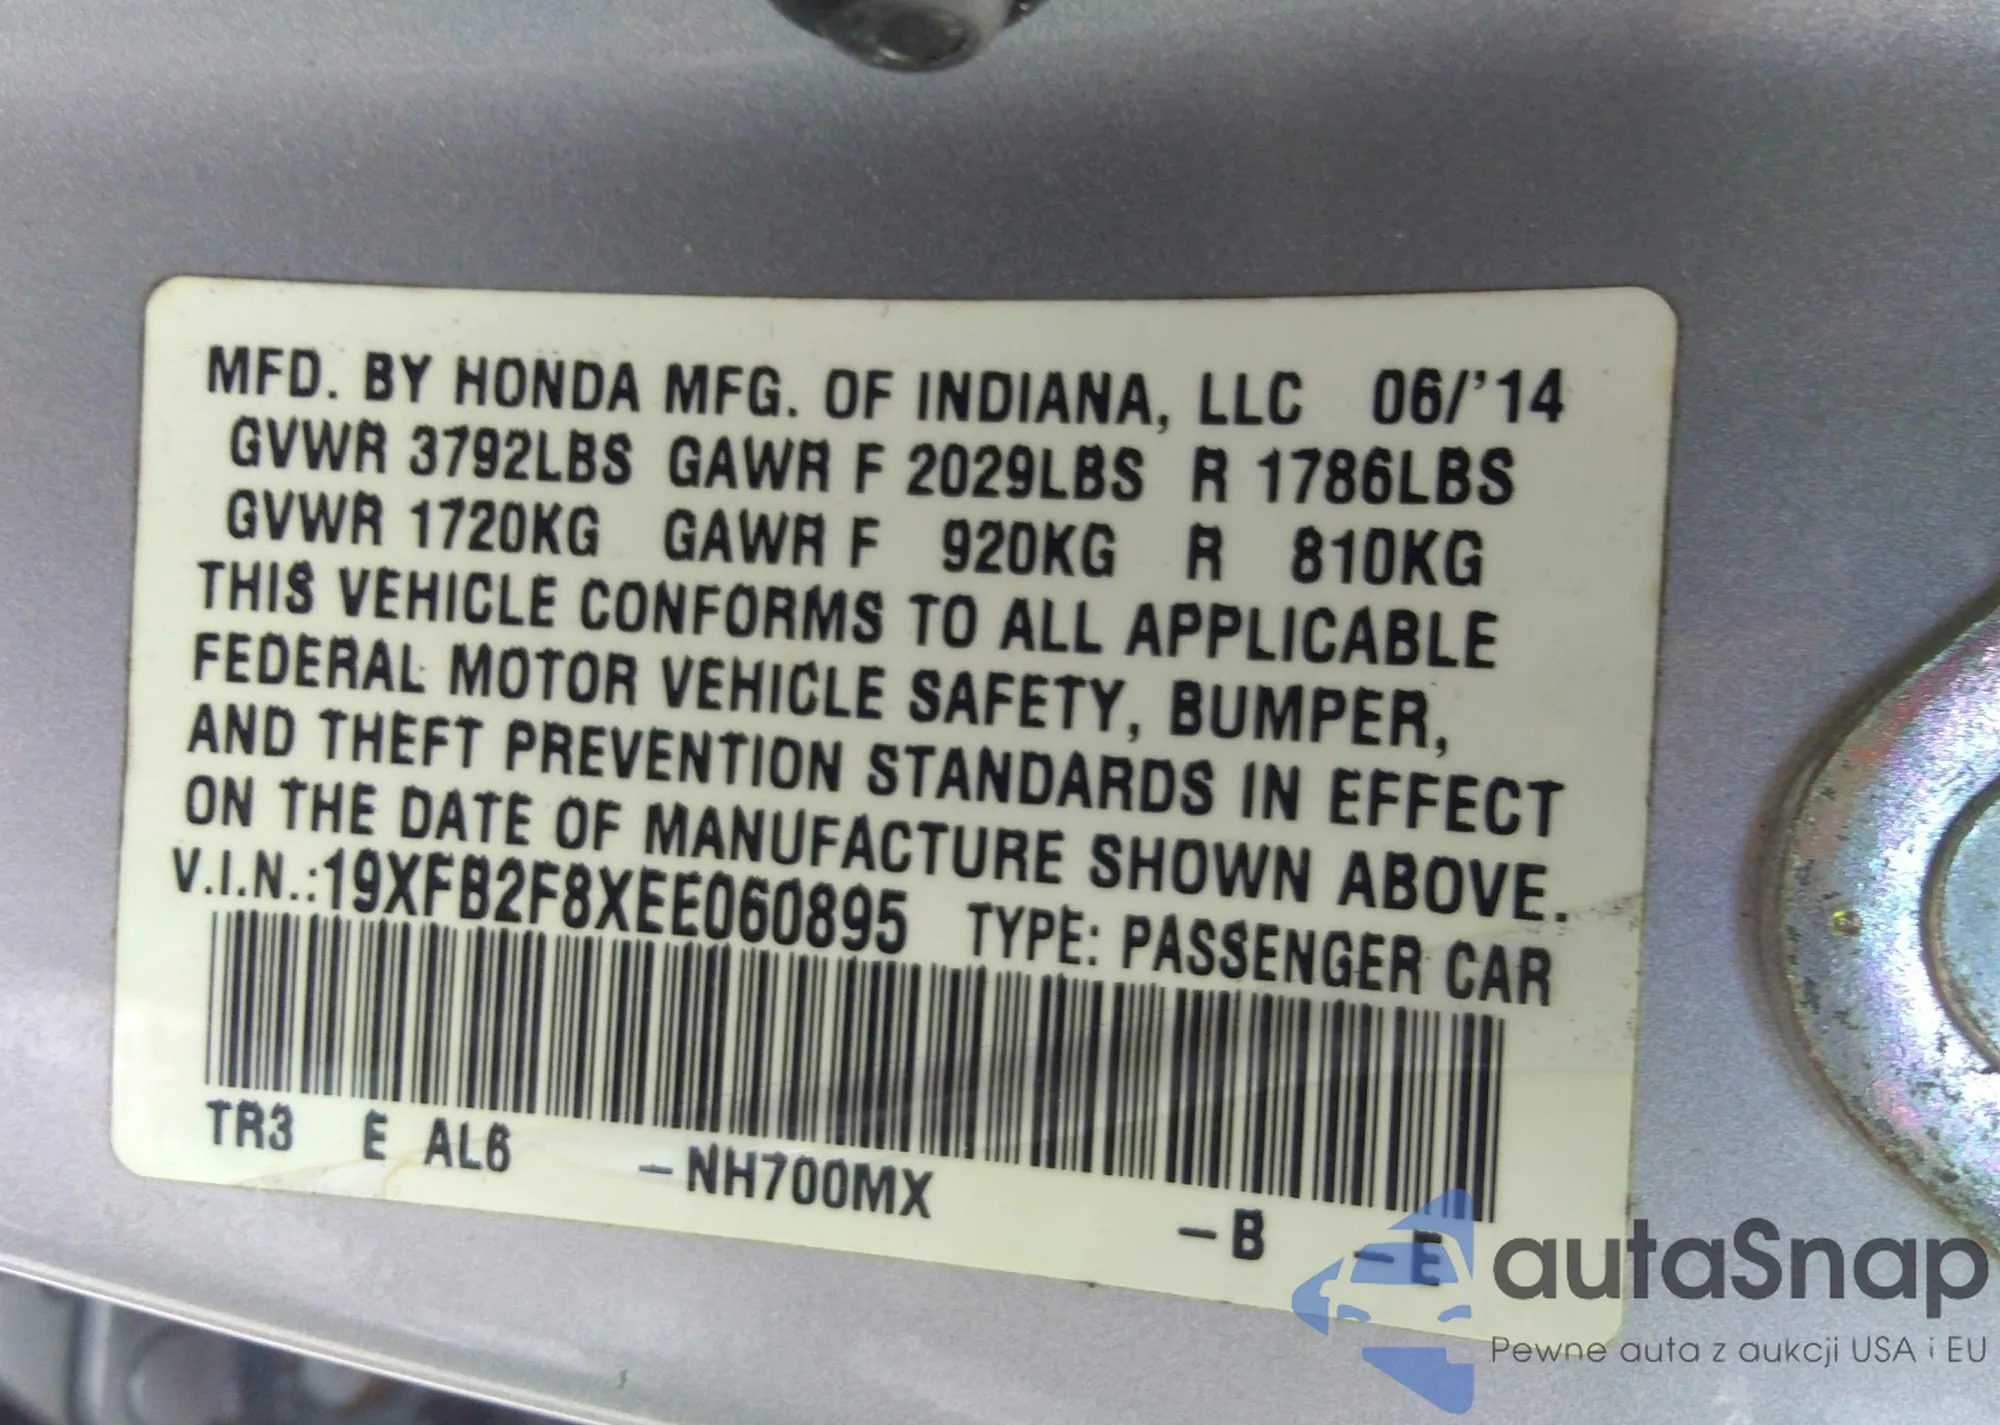 MFD. BY HONDA MFG. OF INDIANA, LLC 06/'14
GVWR 3792LBS GAWR F 2029LBS R 1786LBS
GVWR 1720KG GAWR F 920KG R 810KG
THIS VEHICLE CONFORMS TO ALL APPLICABLE
FEDERAL MOTOR VEHICLE SAFETY, BUMPER,
AND THEFT PREVENTION STANDARDS IN EFFECT
ON THE DATE OF MANUFACTURE SHOWN ABOVE.
V.I.N.:19XFB2F8XEE060895 TYPE: PASSENGER CAR
TR3 E AL6 -NH700MX -B -E
autaSnap
Pewne auta z aukcji USA i EU